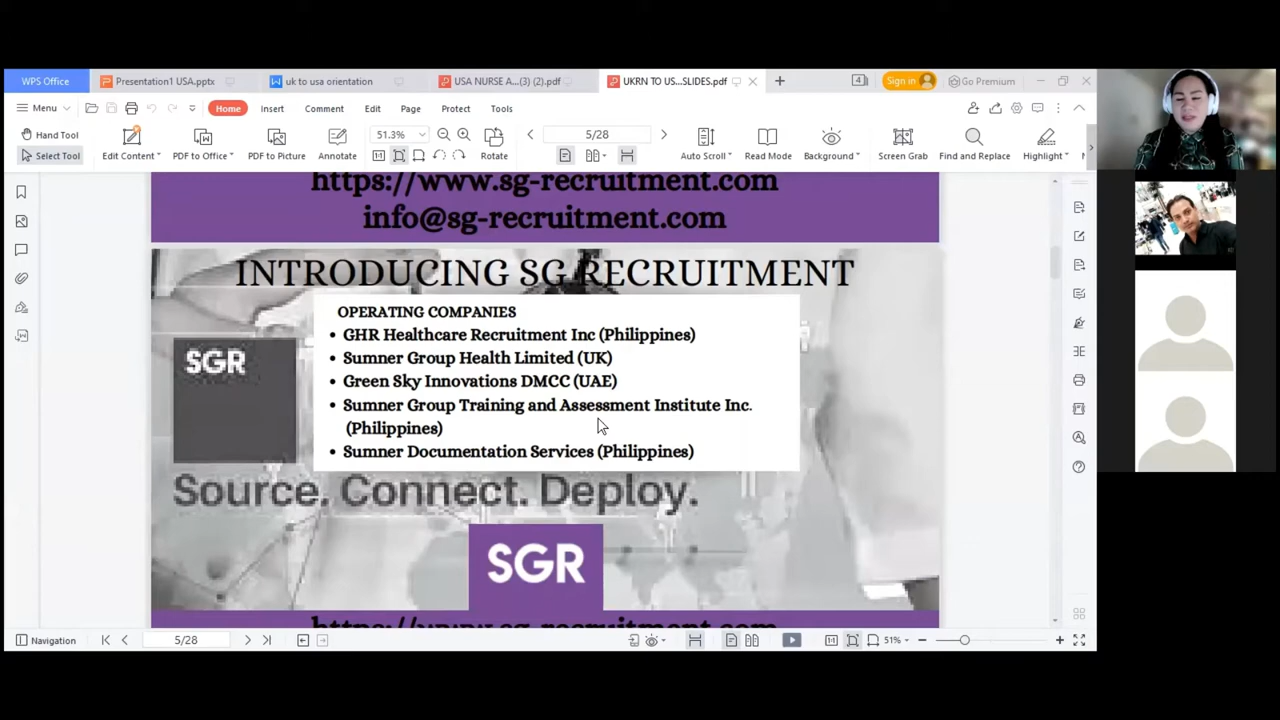 WPS Office
Presentation1 USA.pptx
uk to usa orientation
USA NURSE A...(3) (2).pdf
UKRN TO US...SLIDES.pdf
4
Sign in
Go Premium
Menu
Home
Insert
Comment
Edit
Page
Protect
Tools
Hand Tool
Select Tool
Edit Content
PDF to Office
PDF to Picture
Annotate
51.3%
Rotate
5/28
Auto Scroll
Read Mode
Background
Screen Grab
Find and Replace
Highlight
https://www.sg-recruitment.com
info@sg-recruitment.com
INTRODUCING SG RECRUITMENT
OPERATING COMPANIES
• GHR Healthcare Recruitment Inc (Philippines)
• Sumner Group Health Limited (UK)
• Green Sky Innovations DMCC (UAE)
• Sumner Group Training and Assessment Institute Inc.
(Philippines)
• Sumner Documentation Services (Philippines)
SGR
Source. Connect. Deploy.
SGR
Navigation
5/28
51%